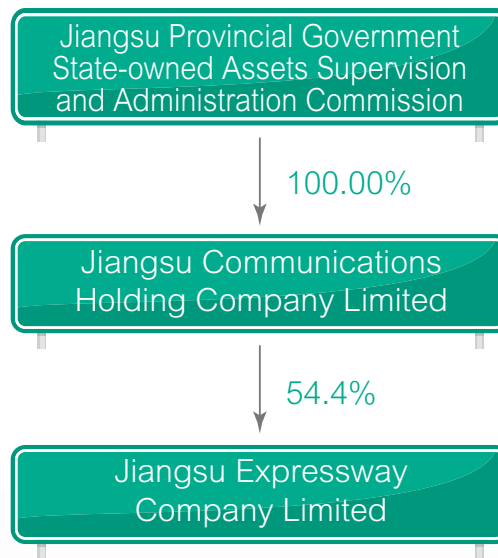 Jiangsu Provincial Government
State-owned Assets Supervision
and Administration Commission
100.00%
Jiangsu Communications
Holding Company Limited
54.4%
Jiangsu Expressway
Company Limited